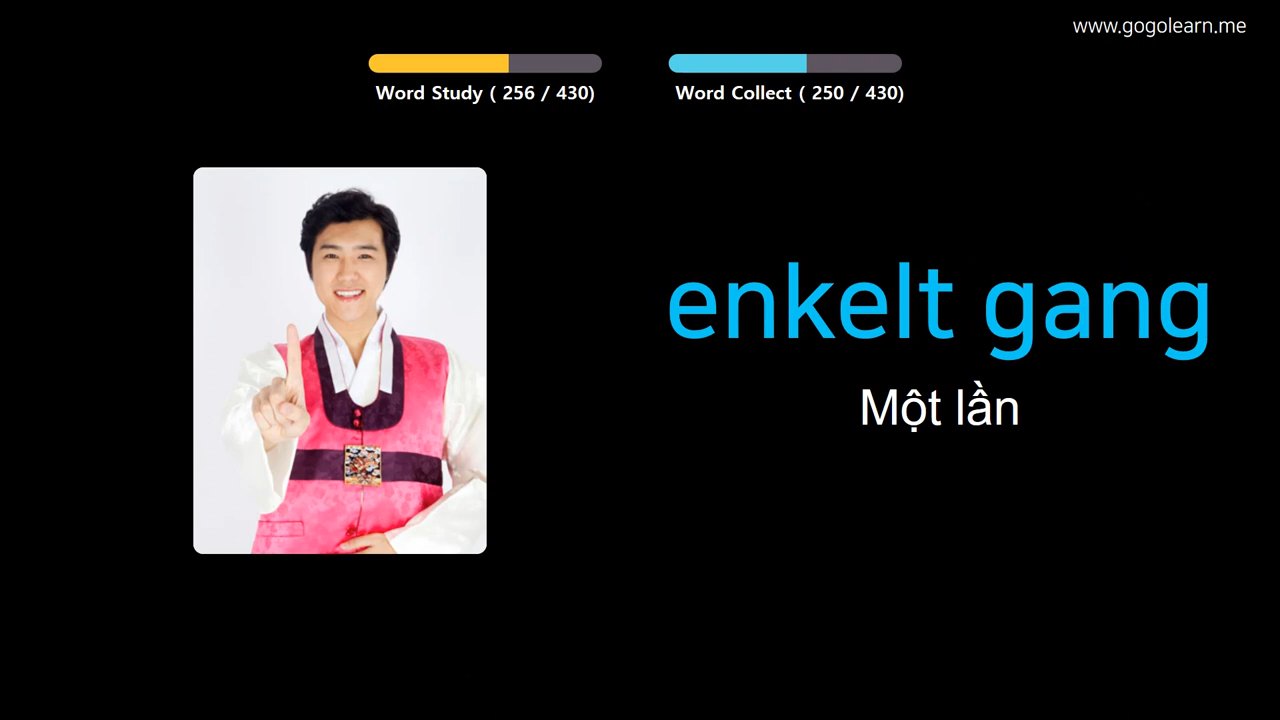 www.gogolearn.me
Word Study ( 256 / 430)
Word Collect ( 250 / 430)
enkelt gang
Một lần